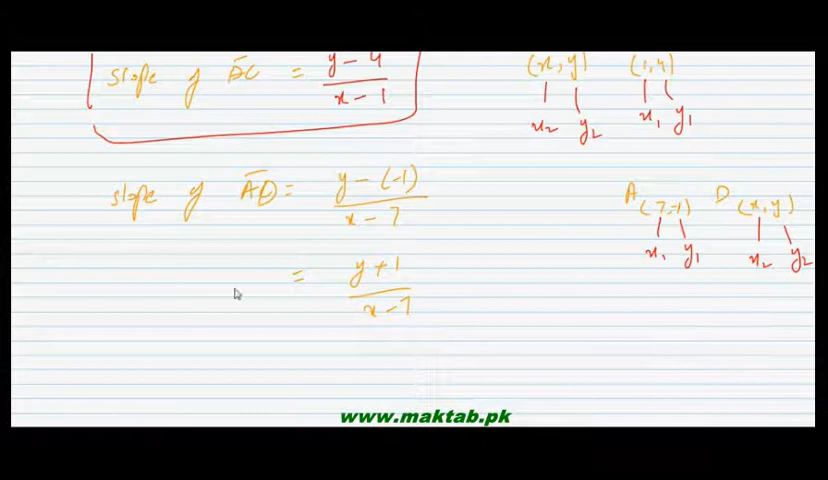 slope of DC = y - 4 / x - 1
(x, y) (1, 4)
x2 y2 x1 y1
slope of AD = y - (-1) / x - 7
A (7, -1) D (x, y)
x1 y1 x2 y2
= y + 1 / x - 7
www.maktab.pk